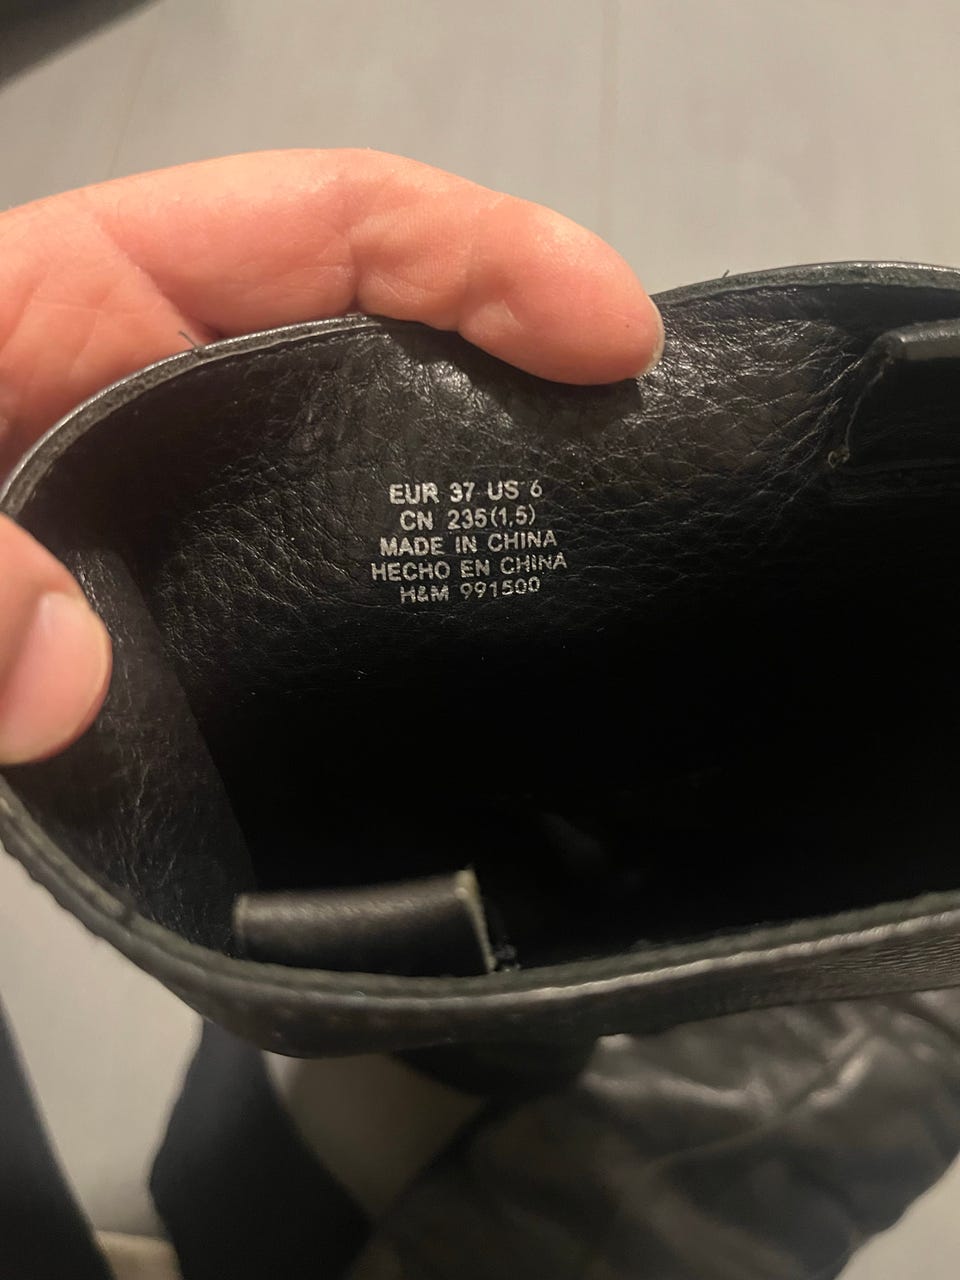 EUR 37 US 6
CN 235(1,5)
MADE IN CHINA
HECHO EN CHINA
H&M 991500